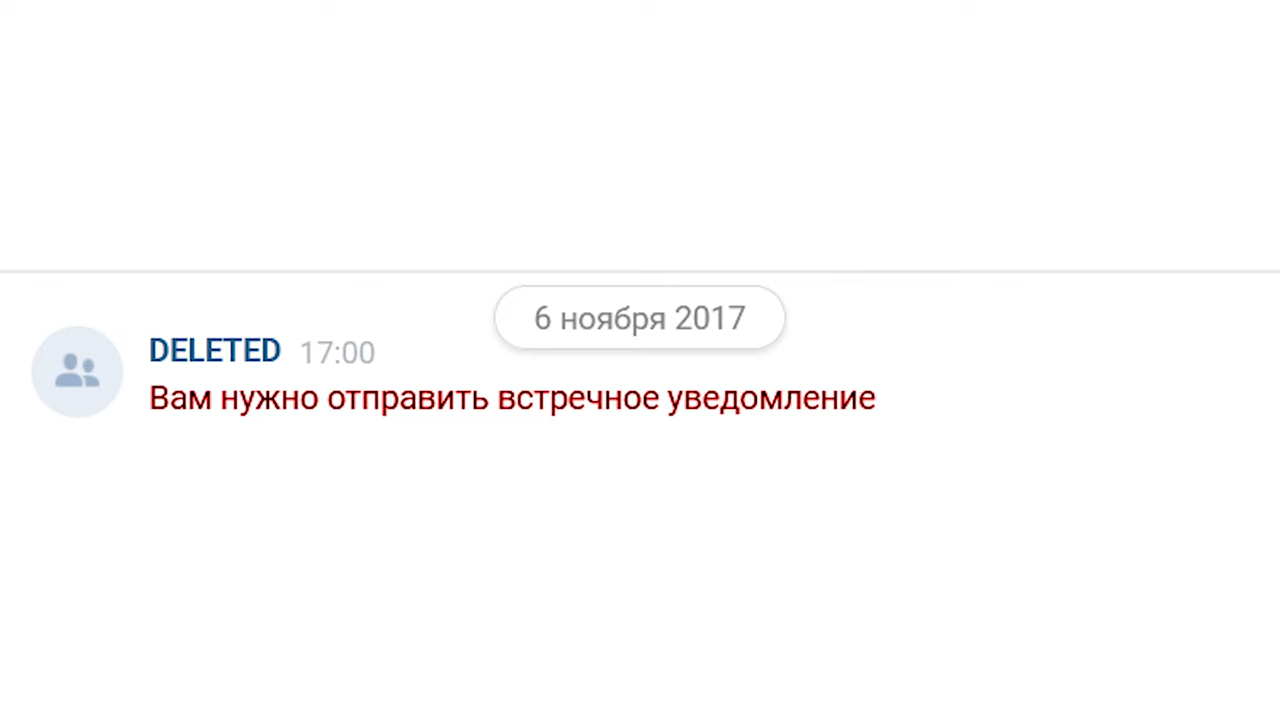 6 ноября 2017
DELETED 17:00
Вам нужно отправить встречное уведомление